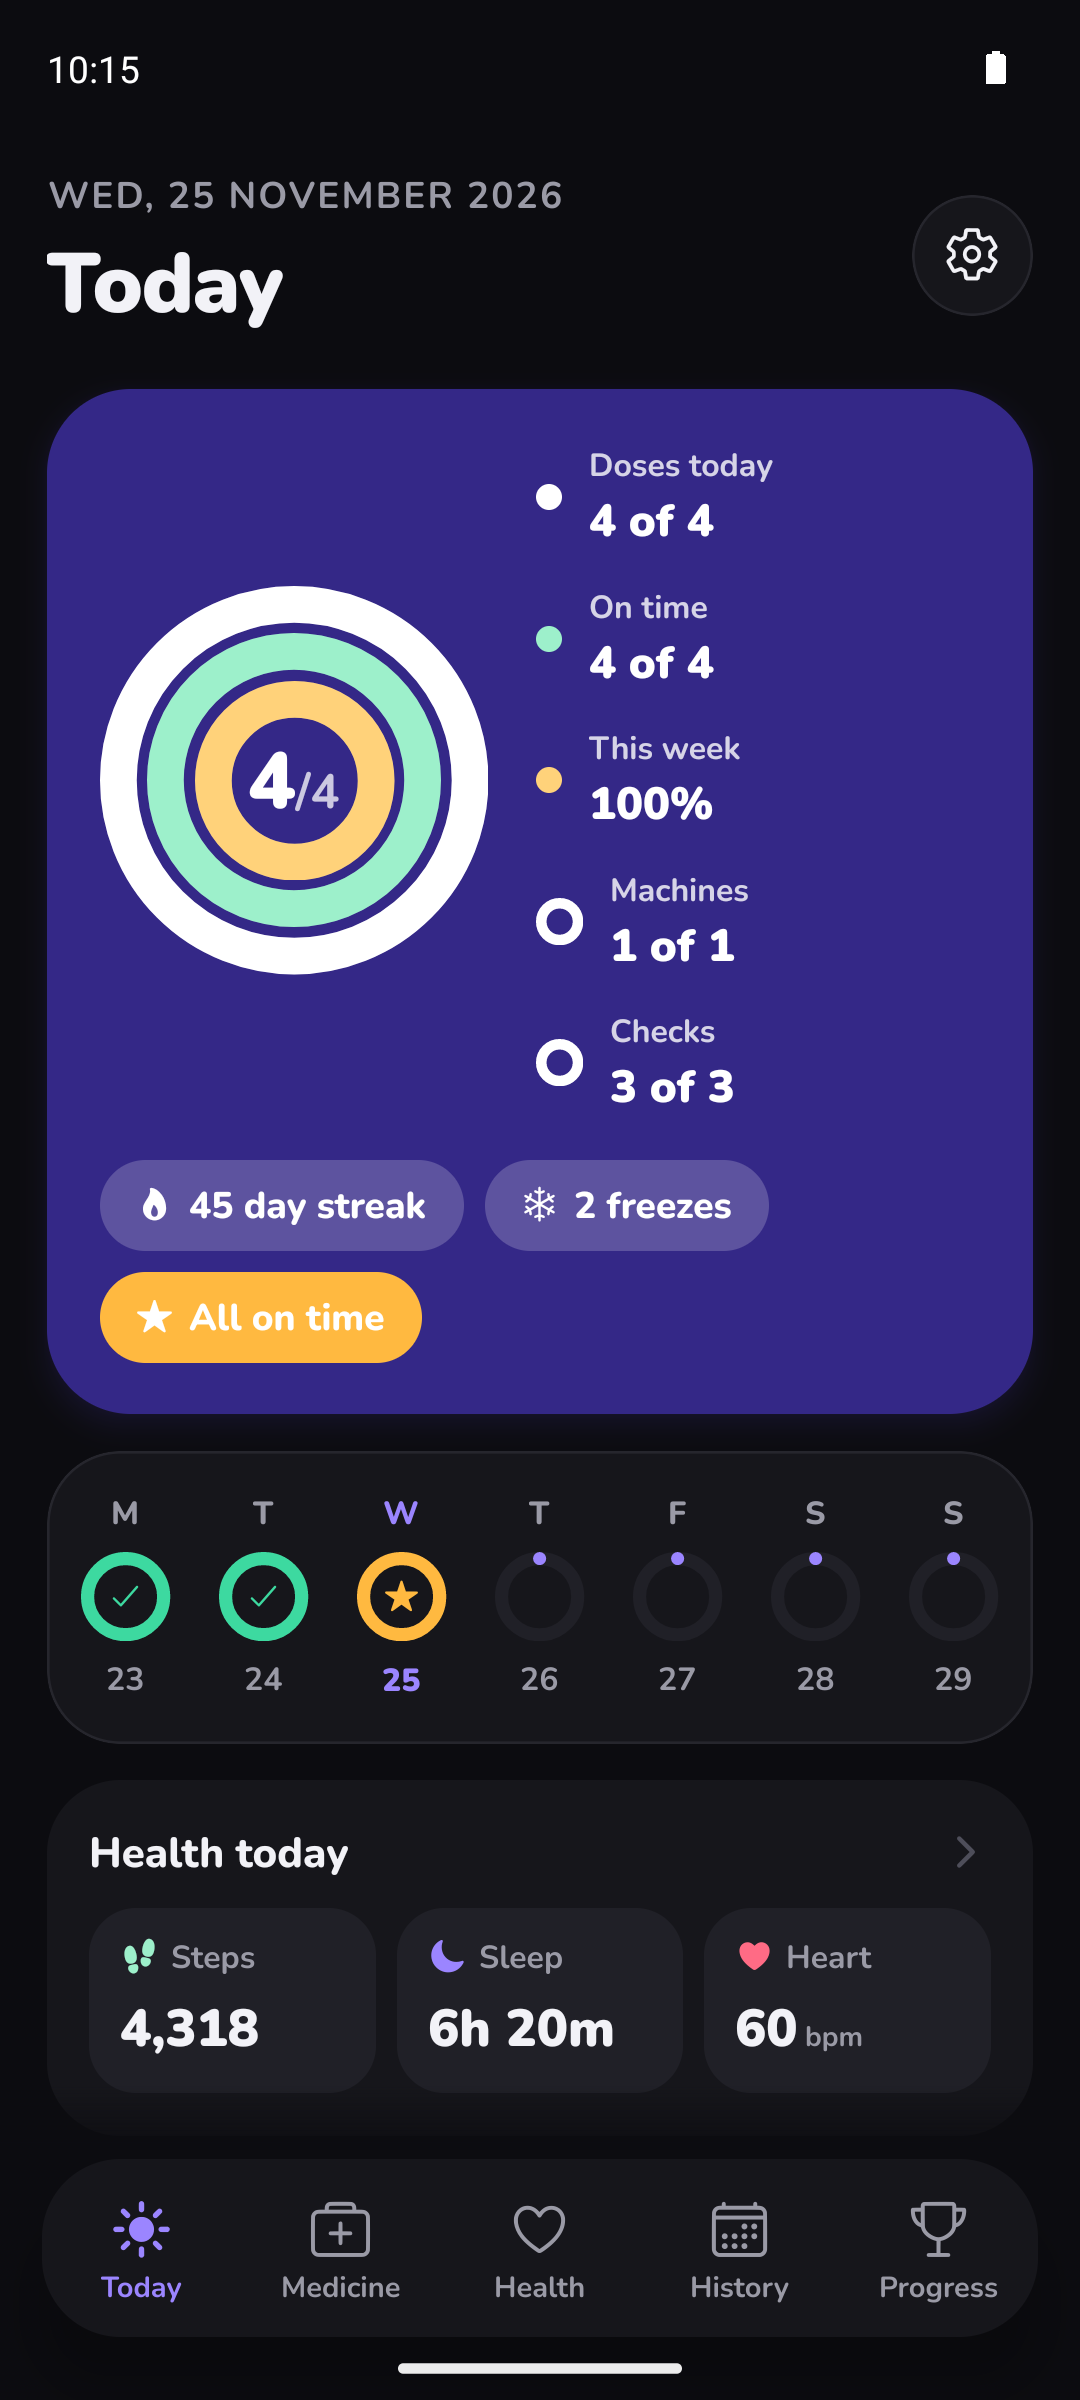 10:15
WED, 25 NOVEMBER 2026
Today
Doses today
4 of 4
On time
4 of 4
This week
100%
Machines
1 of 1
Checks
3 of 3
4/4
45 day streak
2 freezes
All on time
M T W T F S S
23 24 25 26 27 28 29
Health today
Steps
4,318
Sleep
6h 20m
Heart
60 bpm
Today
Medicine
Health
History
Progress